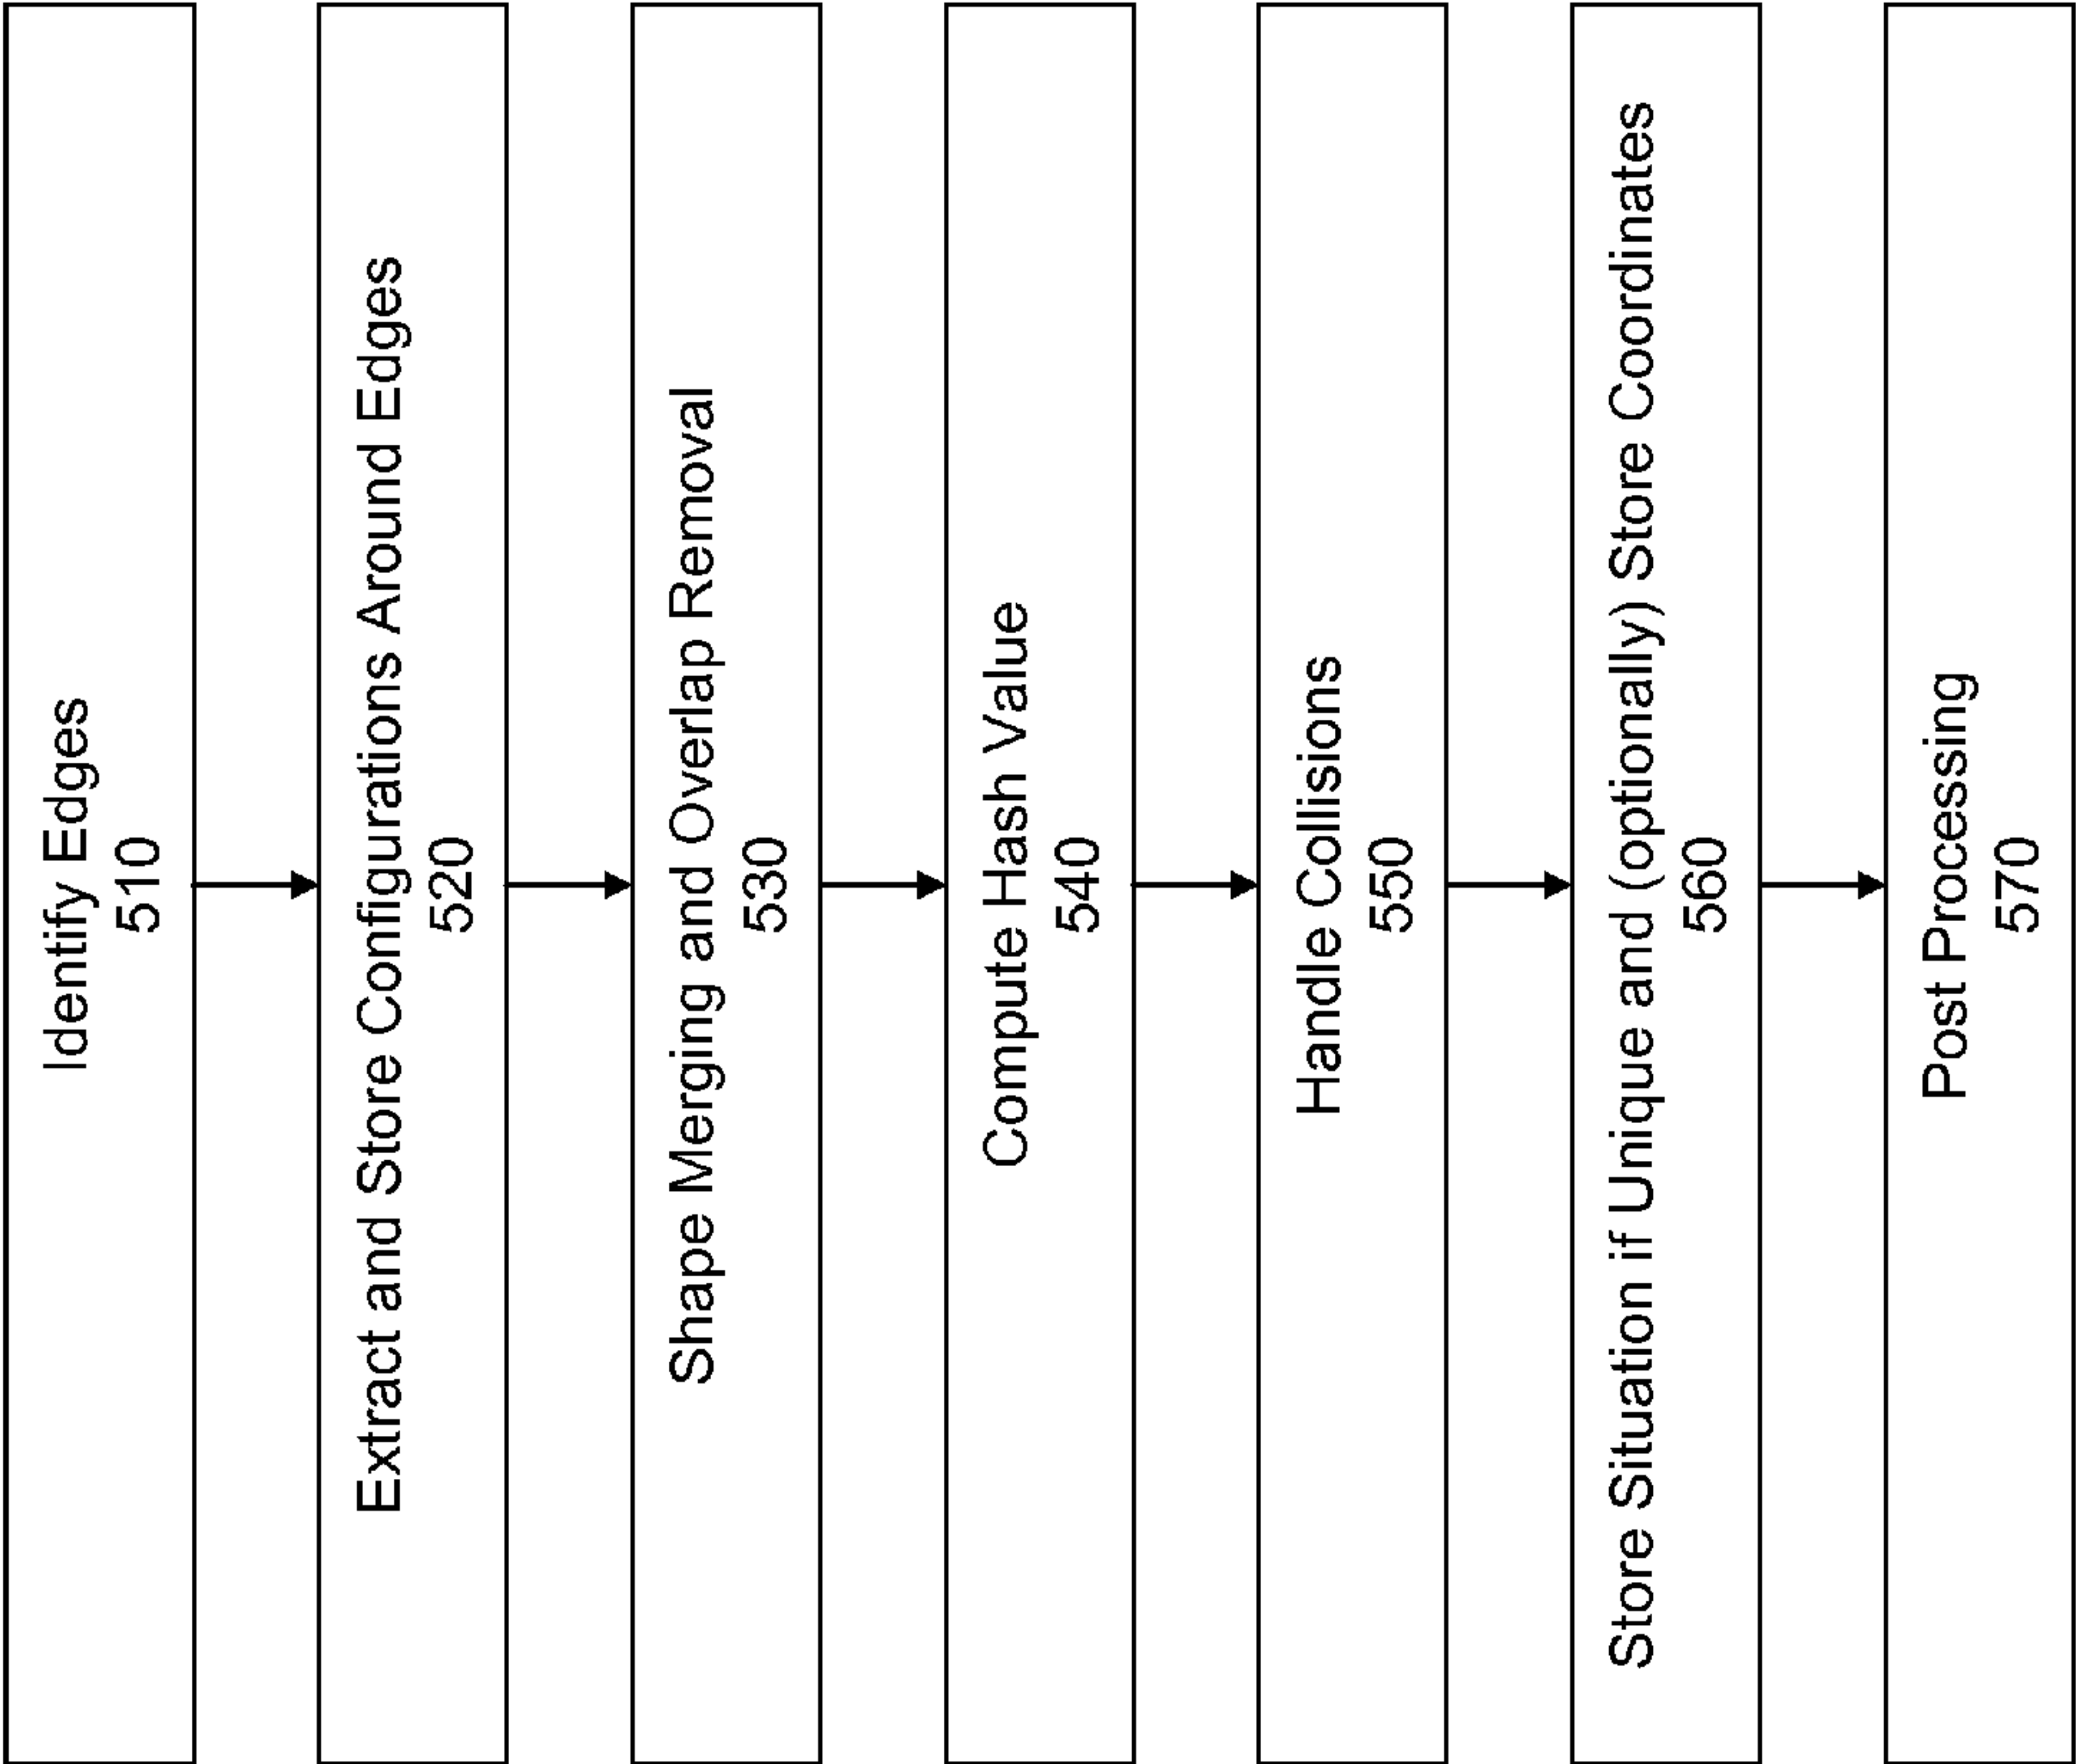 Identify Edges
510
Extract and Store Configurations Around Edges
520
Shape Merging and Overlap Removal
530
Compute Hash Value
540
Handle Collisions
550
Store Situation if Unique and (optionally) Store Coordinates
560
Post Processing
570